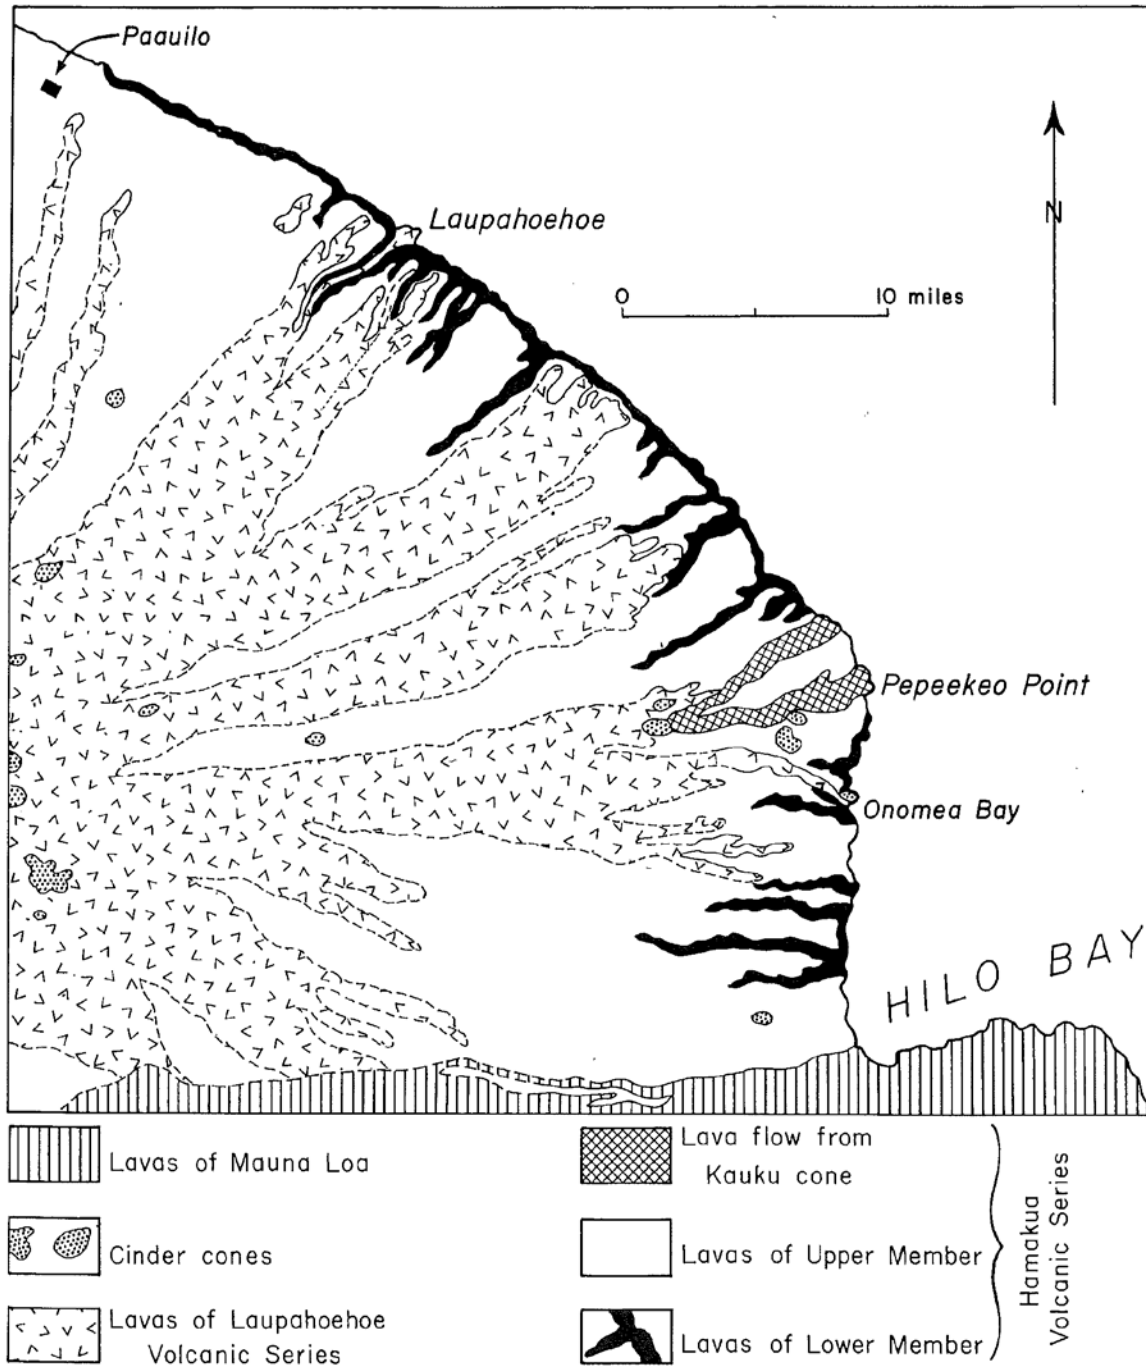 Paauilo
Laupahoehoe
N
0 10 miles
Pepeekeo Point
Onomea Bay
HILO BAY
Lavas of Mauna Loa
Cinder cones
Lavas of Laupahoehoe
Volcanic Series
Lava flow from
Kauku cone
Lavas of Upper Member
Lavas of Lower Member
Hamakua
Volcanic Series